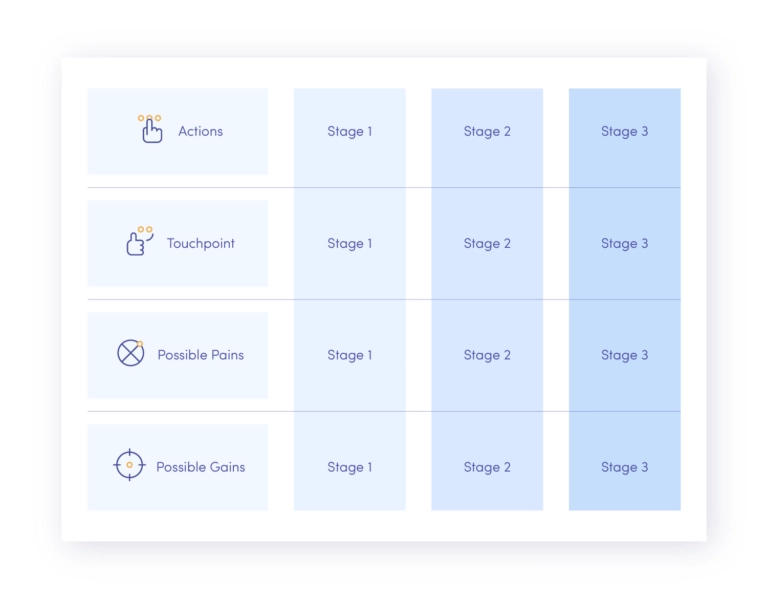 Actions
Stage 1
Stage 2
Stage 3
Touchpoint
Stage 1
Stage 2
Stage 3
Possible Pains
Stage 1
Stage 2
Stage 3
Possible Gains
Stage 1
Stage 2
Stage 3